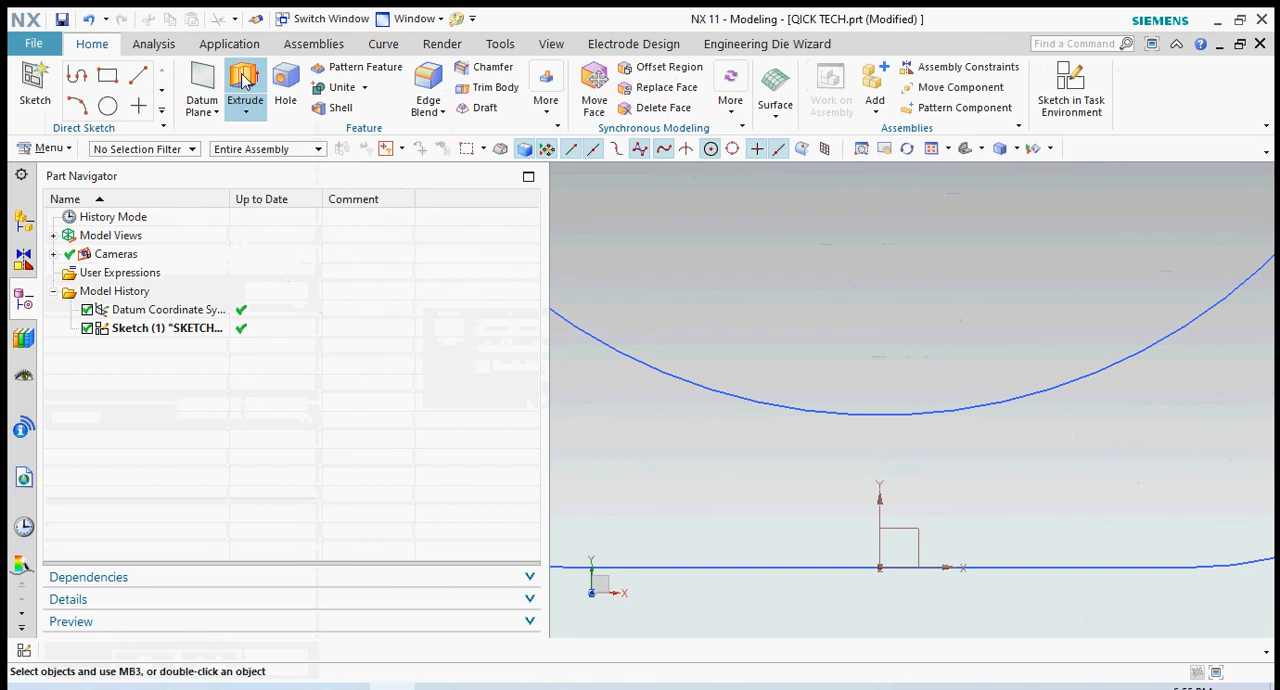 NX Switch Window Window NX 11 - Modeling - [QICK TECH.prt (Modified) ] SIEMENS
File Home Analysis Application Assemblies Curve Render Tools View Electrode Design Engineering Die Wizard Find a Command
Sketch
Direct Sketch
Datum Plane
Extrude
Hole
Pattern Feature
Unite
Shell
Edge Blend
Chamfer
Trim Body
Draft
More
Feature
Move Face
Offset Region
Replace Face
Delete Face
More
Synchronous Modeling
Surface
Work on Assembly
Add
Assembly Constraints
Move Component
Pattern Component
Assemblies
Sketch in Task Environment
Menu No Selection Filter Entire Assembly
Part Navigator
Name Up to Date Comment
History Mode
Model Views
Cameras
User Expressions
Model History
Datum Coordinate Sy...
Sketch (1) "SKETCH...
Dependencies
Details
Preview
Y
X
Z
Y
X
Select objects and use MB3, or double-click an object